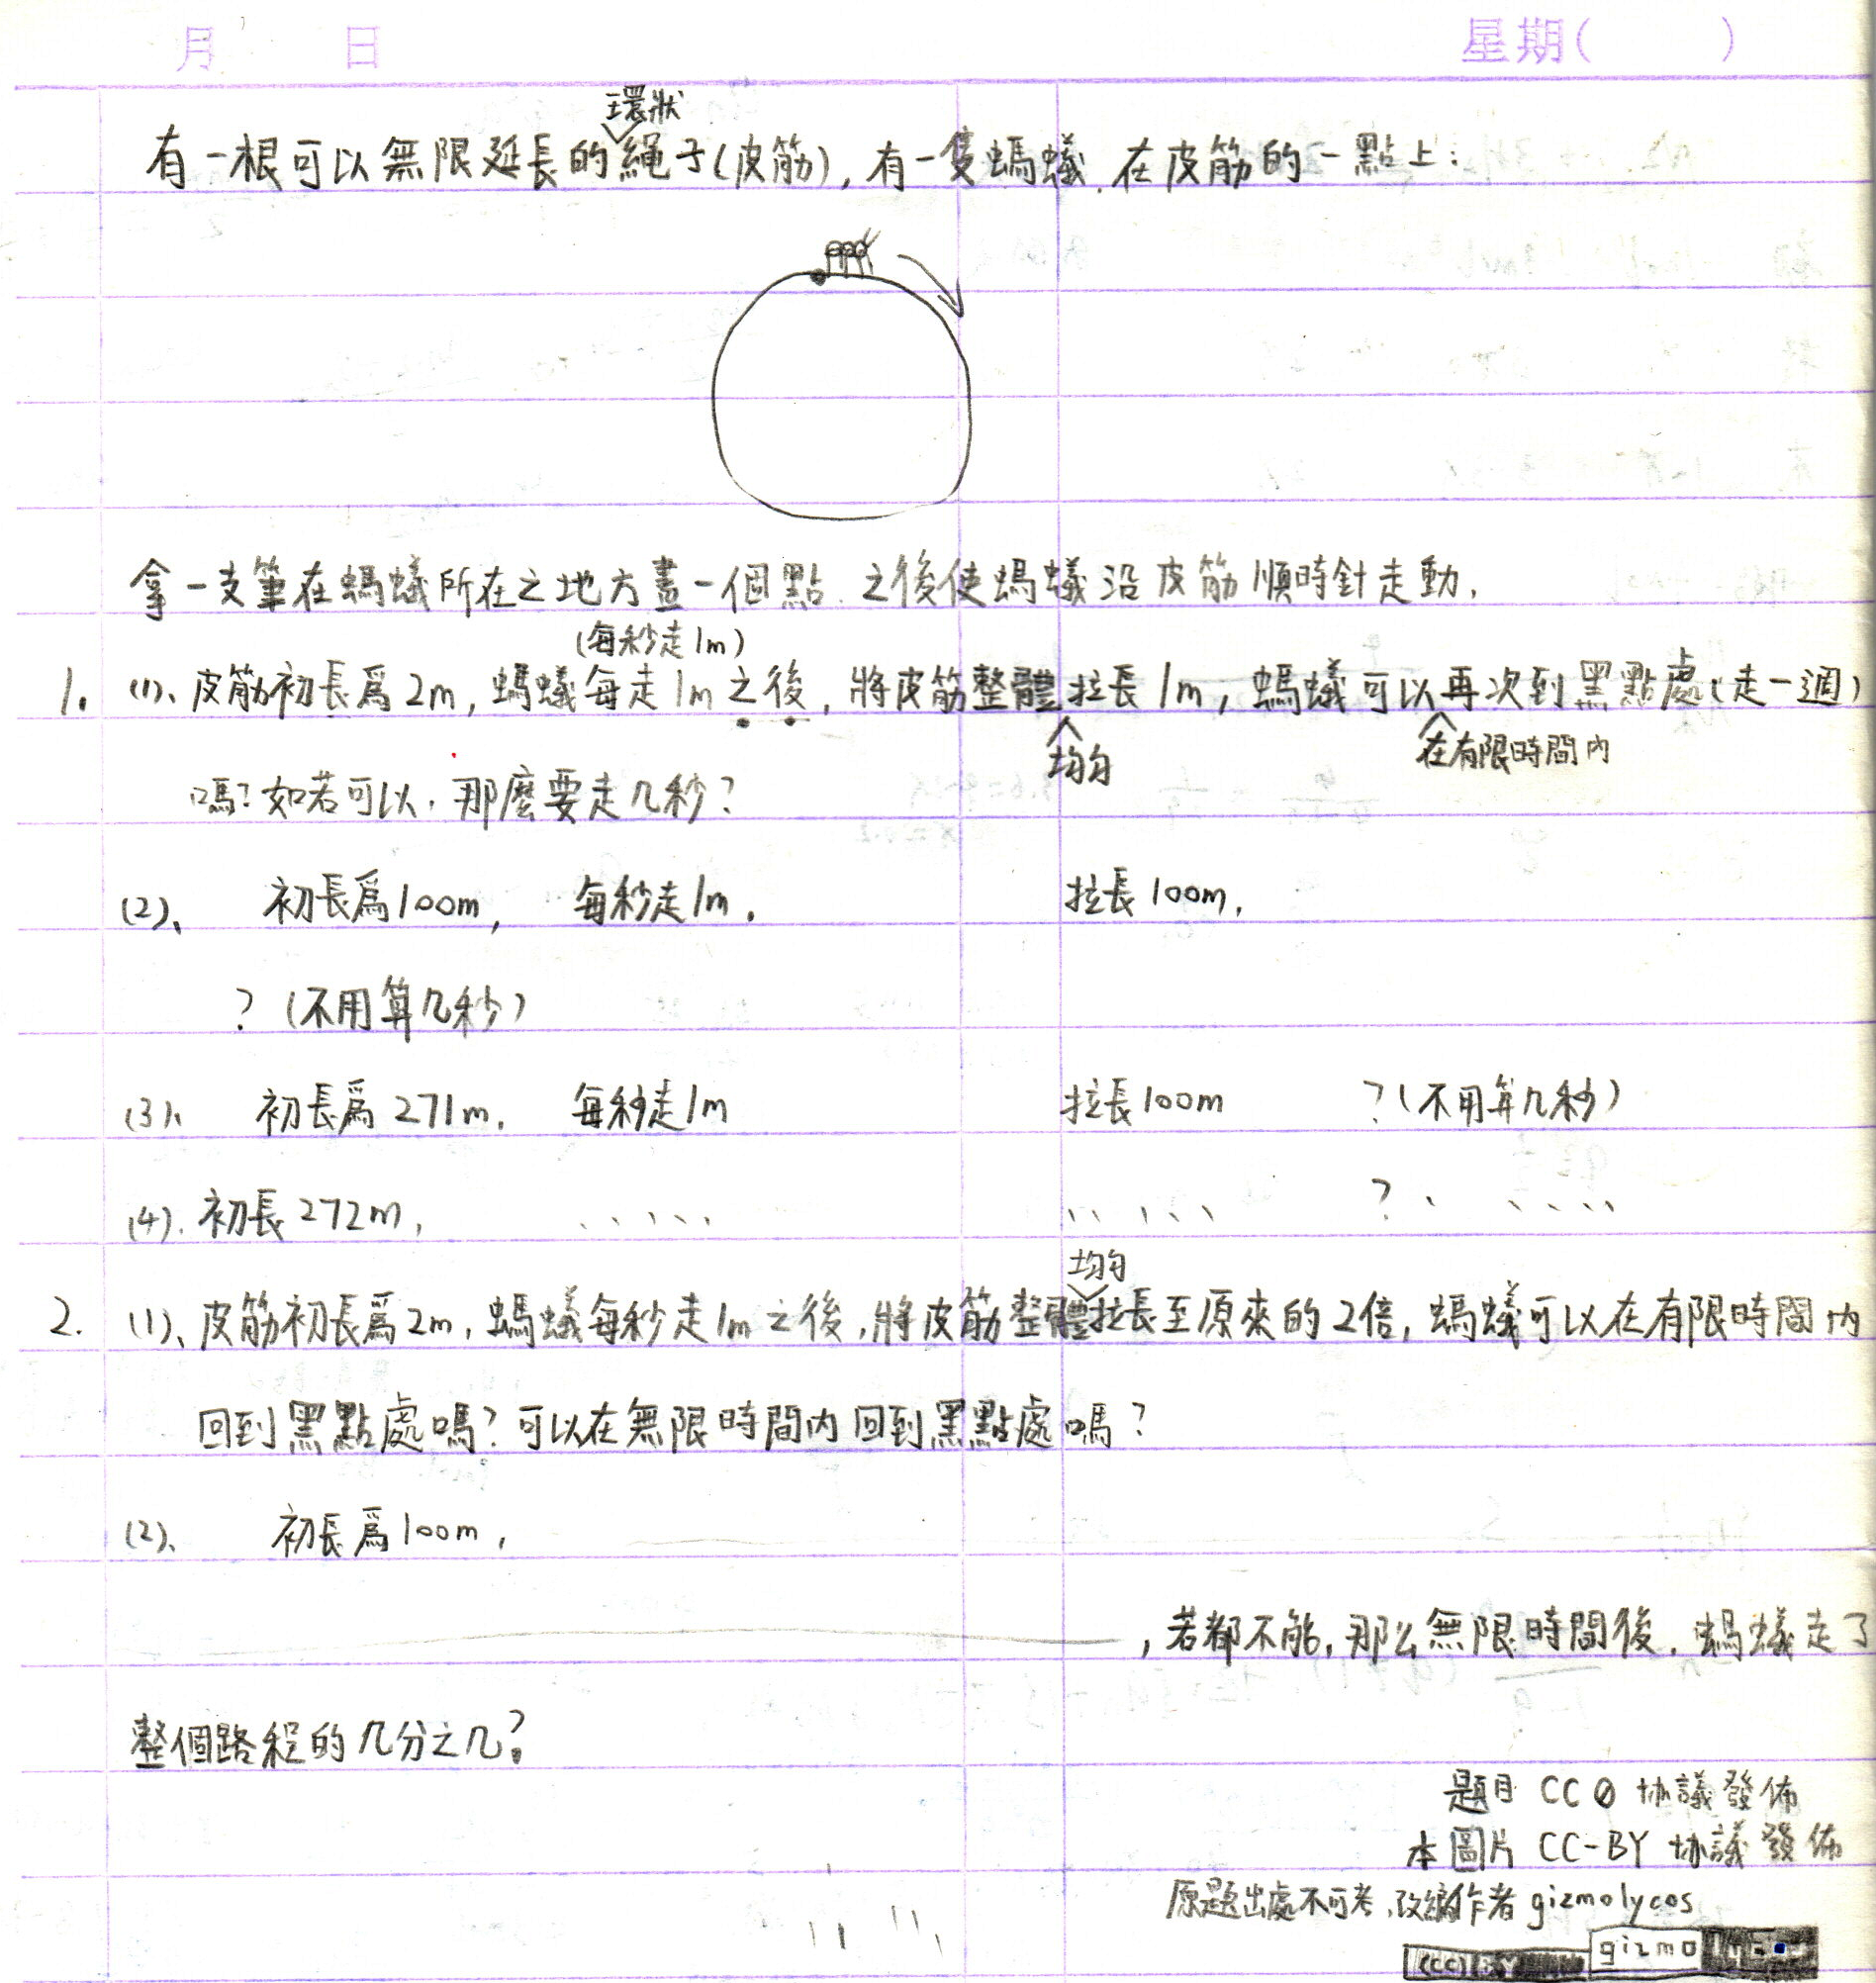 月 日 星期( )
環狀
有一根可以無限延長的繩子(皮筋),有一隻螞蟻,在皮筋的一點上:
拿一支筆在螞蟻所在之地方畫一個點.之後使螞蟻沿皮筋順時針走動,
(每秒走1m)
1. (1)、皮筋初長爲2m,螞蟻每走1m之後,將皮筋整體拉長1m,螞蟻可以再次到黑點處(走一週)
均勻 在有限時間內
嗎?如若可以,那麼要走几秒?
(2)、 初長爲100m, 每秒走1m, 拉長100m,
?(不用算几秒)
(3)、 初長爲271m, 每秒走1m 拉長100m ?(不用算几秒)
(4). 初長272m, 、、、、、 、、、、、、 ?、 、、、、、
均勻
2. (1)、皮筋初長爲2m,螞蟻每秒走1m之後,將皮筋整體拉長至原來的2倍,螞蟻可以在有限時間內
回到黑點處嗎?可以在無限時間內回到黑點處嗎?
(2)、 初長爲100m,
,若都不能,那么無限時間後,螞蟻走了
整個路程的几分之几?
題目 CC0 协議發佈
本圖片 CC-BY 协議發佈
原題出處不可考,改編作者 gizmolycos
(CC) BY gizmo